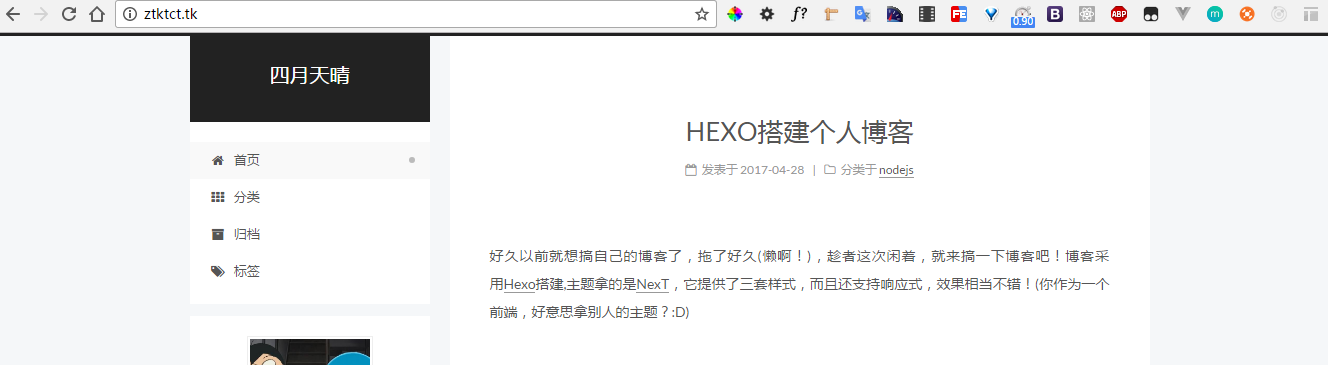 ztktct.tk
f?
FE
0.90
B
ABP
m
四月天晴
首页
分类
归档
标签
HEXO搭建个人博客
发表于 2017-04-28 | 分类于 nodejs
好久以前就想搞自己的博客了，拖了好久(懒啊！)，趁者这次闲着，就来搞一下博客吧！博客采
用Hexo搭建,主题拿的是NexT，它提供了三套样式，而且还支持响应式，效果相当不错！(你作为一个
前端，好意思拿别人的主题？:D)